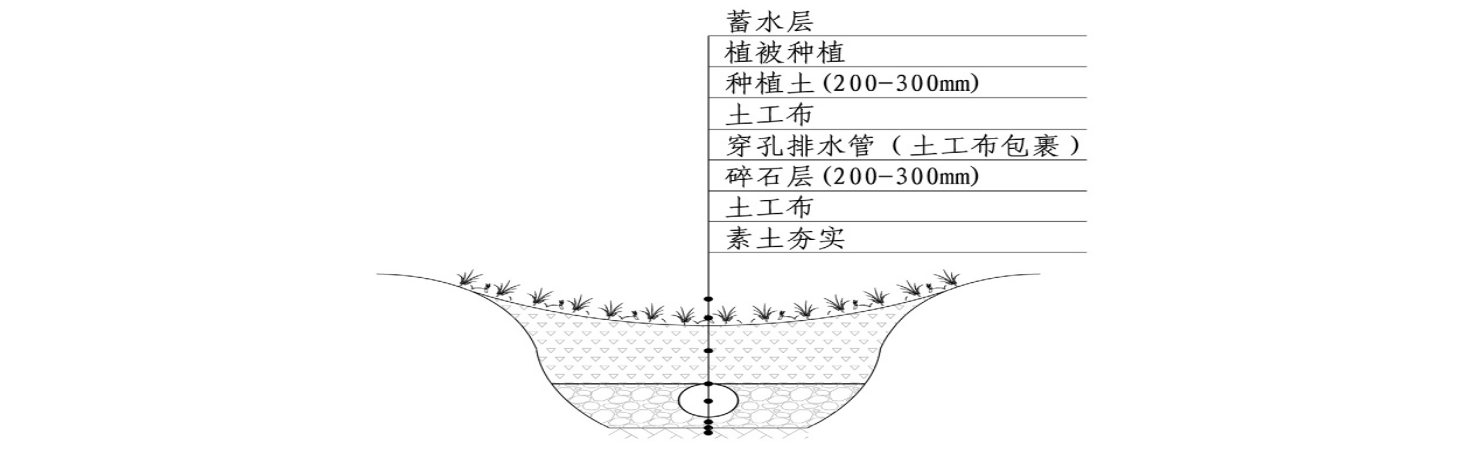 蓄水层
植被种植
种植土(200-300mm)
土工布
穿孔排水管（土工布包裹）
碎石层(200-300mm)
土工布
素土夯实